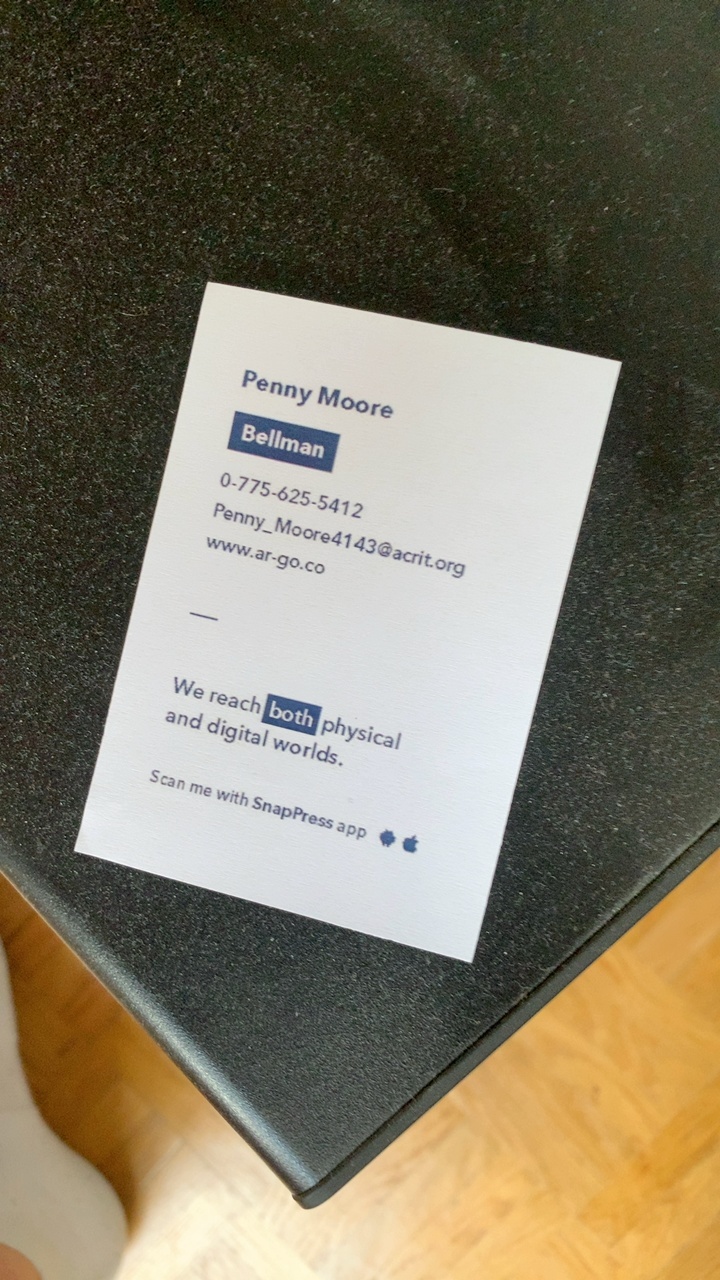 Penny Moore
Bellman
0-775-625-5412
Penny_Moore4143@acrit.org
www.ar-go.co
We reach both physical
and digital worlds.
Scan me with SnapPress app